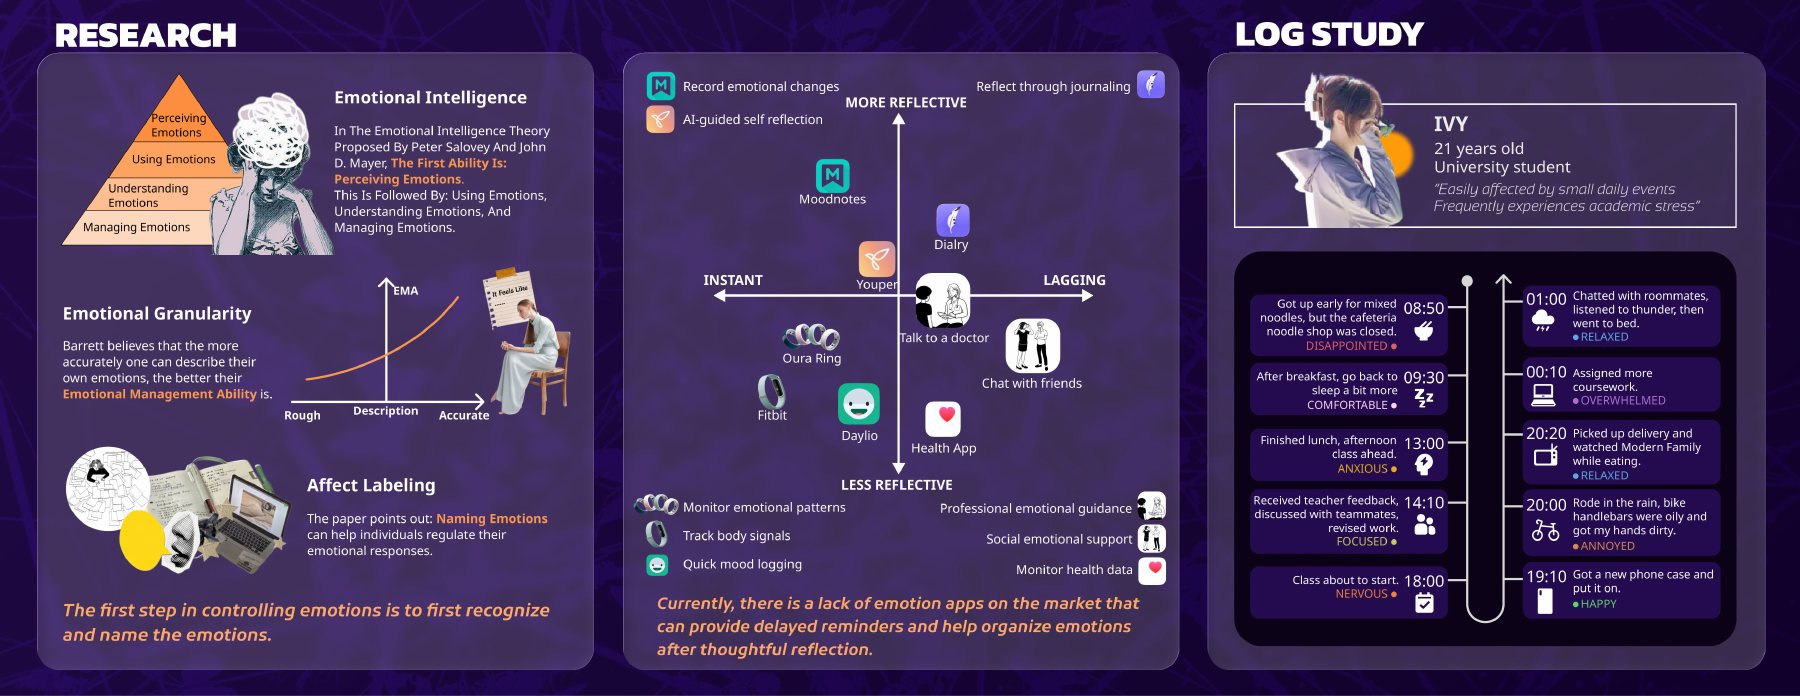 RESEARCH
Perceiving
Emotions
Using Emotions
Understanding
Emotions
Managing Emotions
Emotional Intelligence
In The Emotional Intelligence Theory
Proposed By Peter Salovey And John
D. Mayer, The First Ability Is:
Perceiving Emotions.
This Is Followed By: Using Emotions,
Understanding Emotions, And
Managing Emotions.
Emotional Granularity
Barrett believes that the more
accurately one can describe their
own emotions, the better their
Emotional Management Ability is.
EMA
Rough
Description
Accurate
It Feels Like ...
Affect Labeling
The paper points out: Naming Emotions
can help individuals regulate their
emotional responses.
The first step in controlling emotions is to first recognize
and name the emotions.
Record emotional changes
AI-guided self reflection
Reflect through journaling
MORE REFLECTIVE
Moodnotes
Dialry
Youper
INSTANT
LAGGING
Talk to a doctor
Oura Ring
Chat with friends
Fitbit
Daylio
Health App
LESS REFLECTIVE
Monitor emotional patterns
Track body signals
Quick mood logging
Professional emotional guidance
Social emotional support
Monitor health data
Currently, there is a lack of emotion apps on the market that
can provide delayed reminders and help organize emotions
after thoughtful reflection.
LOG STUDY
IVY
21 years old
University student
"Easily affected by small daily events
Frequently experiences academic stress"
Got up early for mixed
noodles, but the cafeteria
noodle shop was closed.
DISAPPOINTED
08:50
After breakfast, go back to
sleep a bit more
COMFORTABLE
09:30
zzz
Finished lunch, afternoon
class ahead.
ANXIOUS
13:00
Received teacher feedback,
discussed with teammates,
revised work.
FOCUSED
14:10
Class about to start.
NERVOUS
18:00
01:00
Chatted with roommates,
listened to thunder, then
went to bed.
RELAXED
00:10
Assigned more
coursework.
OVERWHELMED
20:20
Picked up delivery and
watched Modern Family
while eating.
RELAXED
20:00
Rode in the rain, bike
handlebars were oily and
got my hands dirty.
ANNOYED
19:10
Got a new phone case and
put it on.
HAPPY